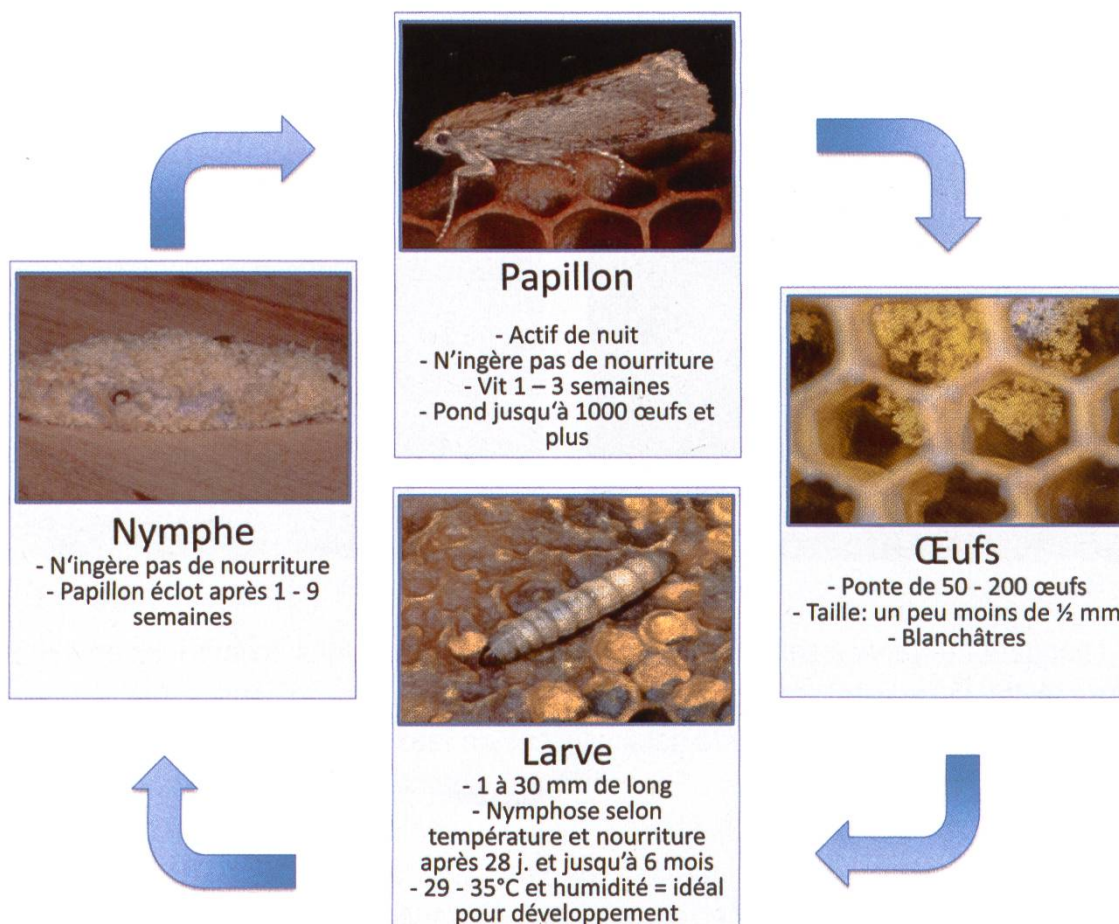 Papillon
- Actif de nuit
- N'ingère pas de nourriture
- Vit 1 – 3 semaines
- Pond jusqu'à 1000 œufs et
plus
Œufs
- Ponte de 50 - 200 œufs
- Taille: un peu moins de ½ mm
- Blanchâtres
Larve
- 1 à 30 mm de long
- Nymphose selon
température et nourriture
après 28 j. et jusqu'à 6 mois
- 29 - 35°C et humidité = idéal
pour développement
Nymphe
- N'ingère pas de nourriture
- Papillon éclot après 1 - 9
semaines